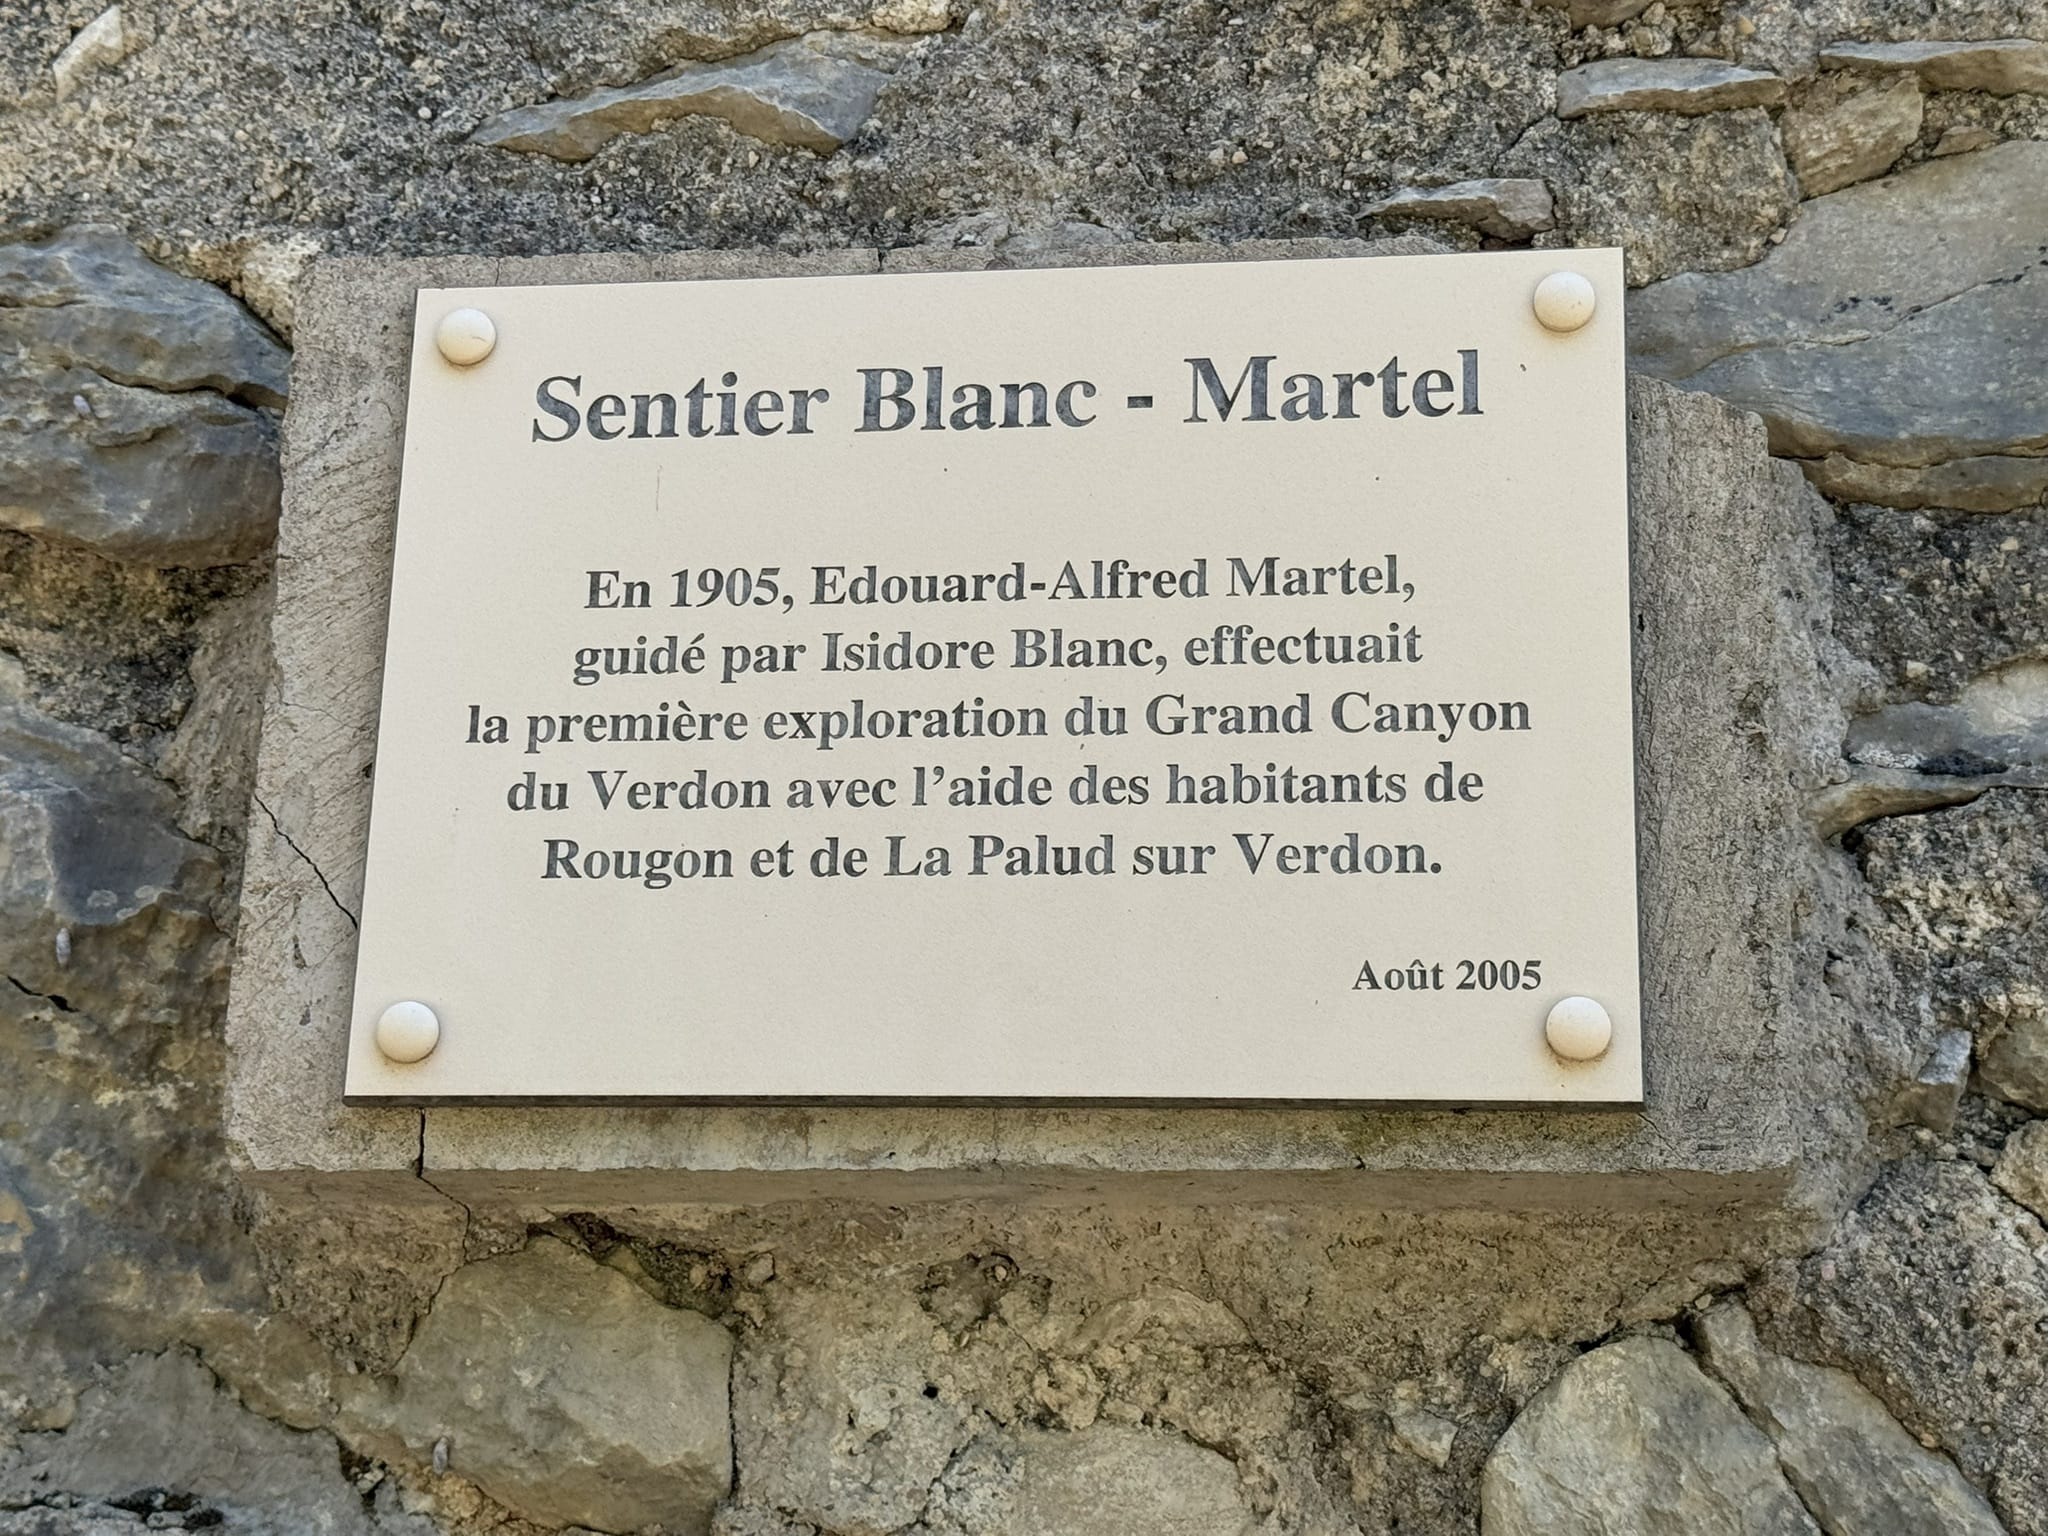 Sentier Blanc - Martel
En 1905, Edouard-Alfred Martel,
guidé par Isidore Blanc, effectuait
la première exploration du Grand Canyon
du Verdon avec l’aide des habitants de
Rougon et de La Palud sur Verdon.
Août 2005